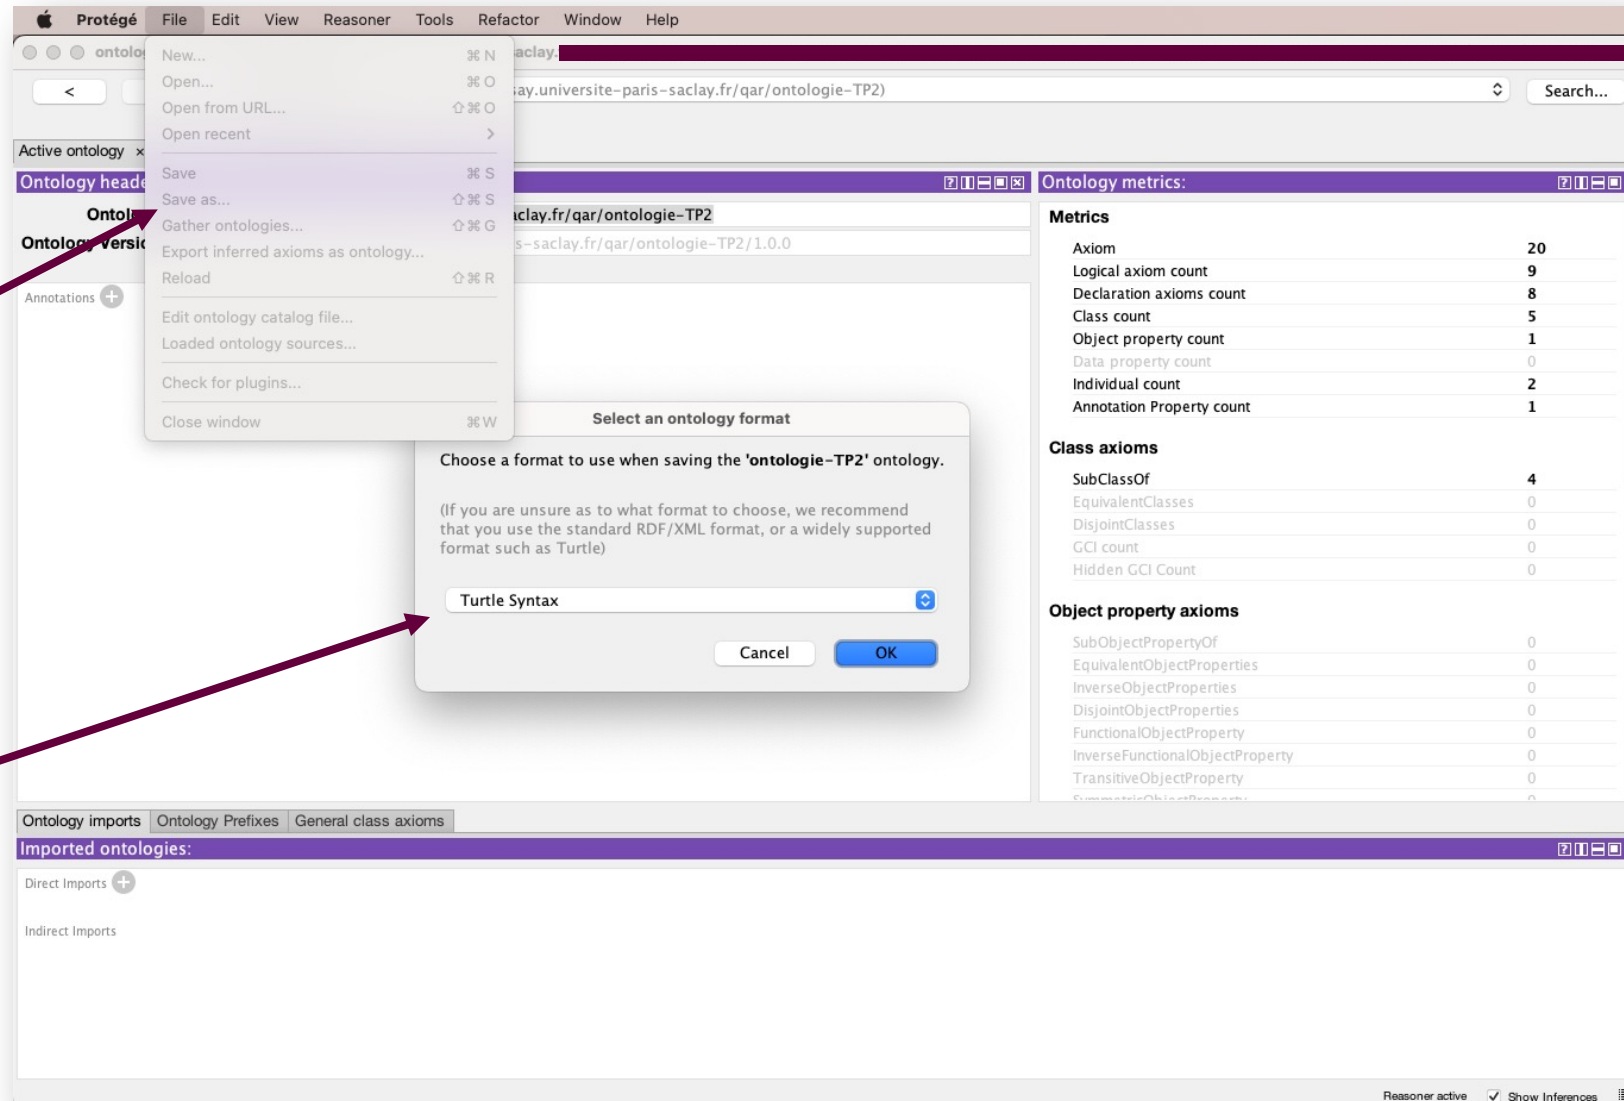 Protégé File Edit View Reasoner Tools Refactor Window Help
New... ⌘ N
Open... ⌘ O
Open from URL... ⇧ ⌘ O
Open recent >
Save ⌘ S
Save as... ⇧ ⌘ S
Gather ontologies... ⇧ ⌘ G
Export inferred axioms as ontology...
Reload ⇧ ⌘ R
Edit ontology catalog file...
Loaded ontology sources...
Check for plugins...
Close window ⌘ W
< say.universite-paris-saclay.fr/qar/ontologie-TP2) Search...
Active ontology ×
Ontology heade
aclay.fr/qar/ontologie-TP2
s-saclay.fr/qar/ontologie-TP2/1.0.0
Annotations
Select an ontology format
Choose a format to use when saving the 'ontologie-TP2' ontology.
(If you are unsure as to what format to choose, we recommend
that you use the standard RDF/XML format, or a widely supported
format such as Turtle)
Turtle Syntax
Cancel OK
Ontology metrics:
Metrics
Axiom 20
Logical axiom count 9
Declaration axioms count 8
Class count 5
Object property count 1
Data property count 0
Individual count 2
Annotation Property count 1
Class axioms
SubClassOf 4
EquivalentClasses 0
DisjointClasses 0
GCI count 0
Hidden GCI Count 0
Object property axioms
SubObjectPropertyOf 0
EquivalentObjectProperties 0
InverseObjectProperties 0
DisjointObjectProperties 0
FunctionalObjectProperty 0
InverseFunctionalObjectProperty 0
TransitiveObjectProperty 0
SymmetricObjectProperty 0
Ontology imports Ontology Prefixes General class axioms
Imported ontologies:
Direct Imports
Indirect Imports
Reasoner active Show Inferences